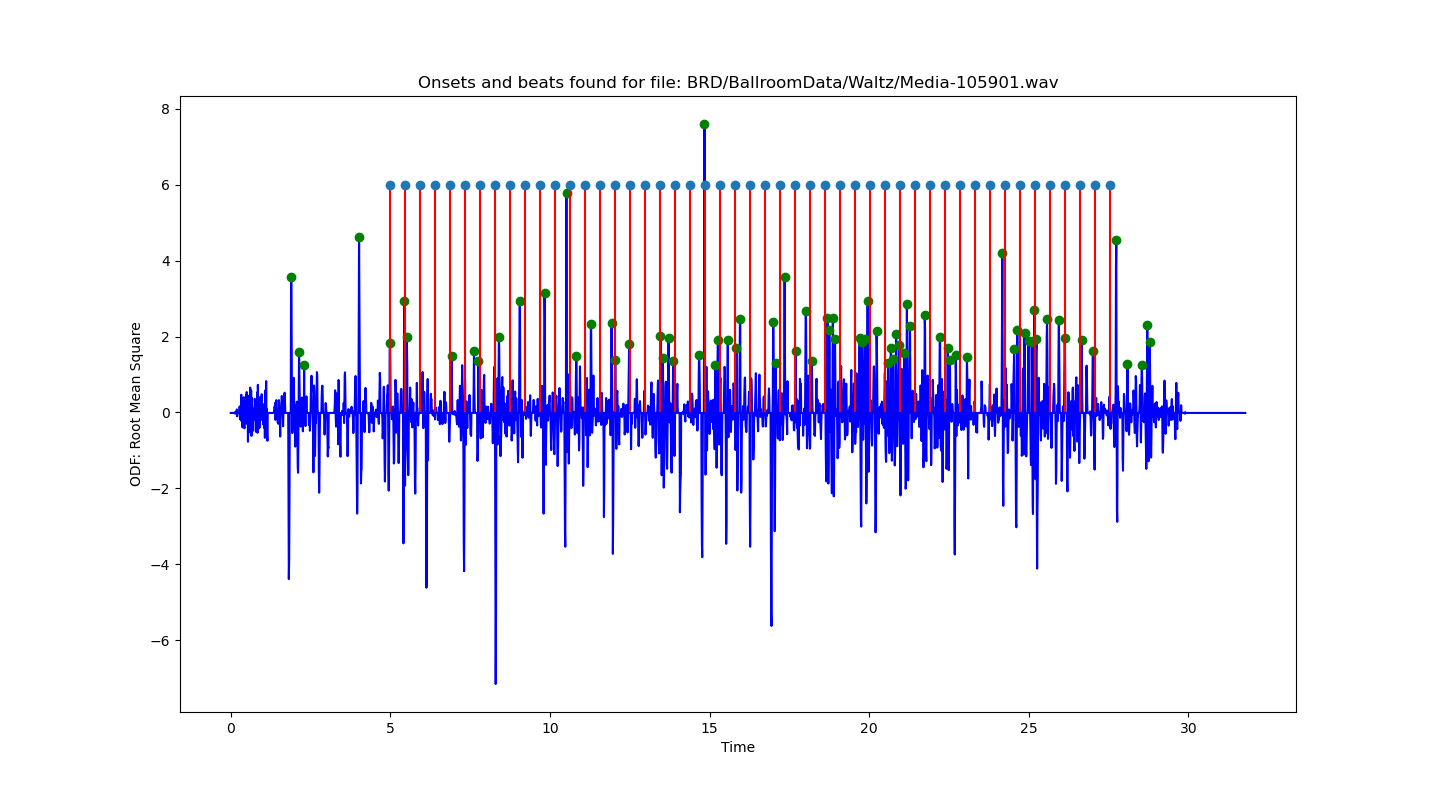 Onsets and beats found for file: BRD/BallroomData/Waltz/Media-105901.wav
ODF: Root Mean Square
8
6
4
2
0
−2
−4
−6
0 5 10 15 20 25 30
Time